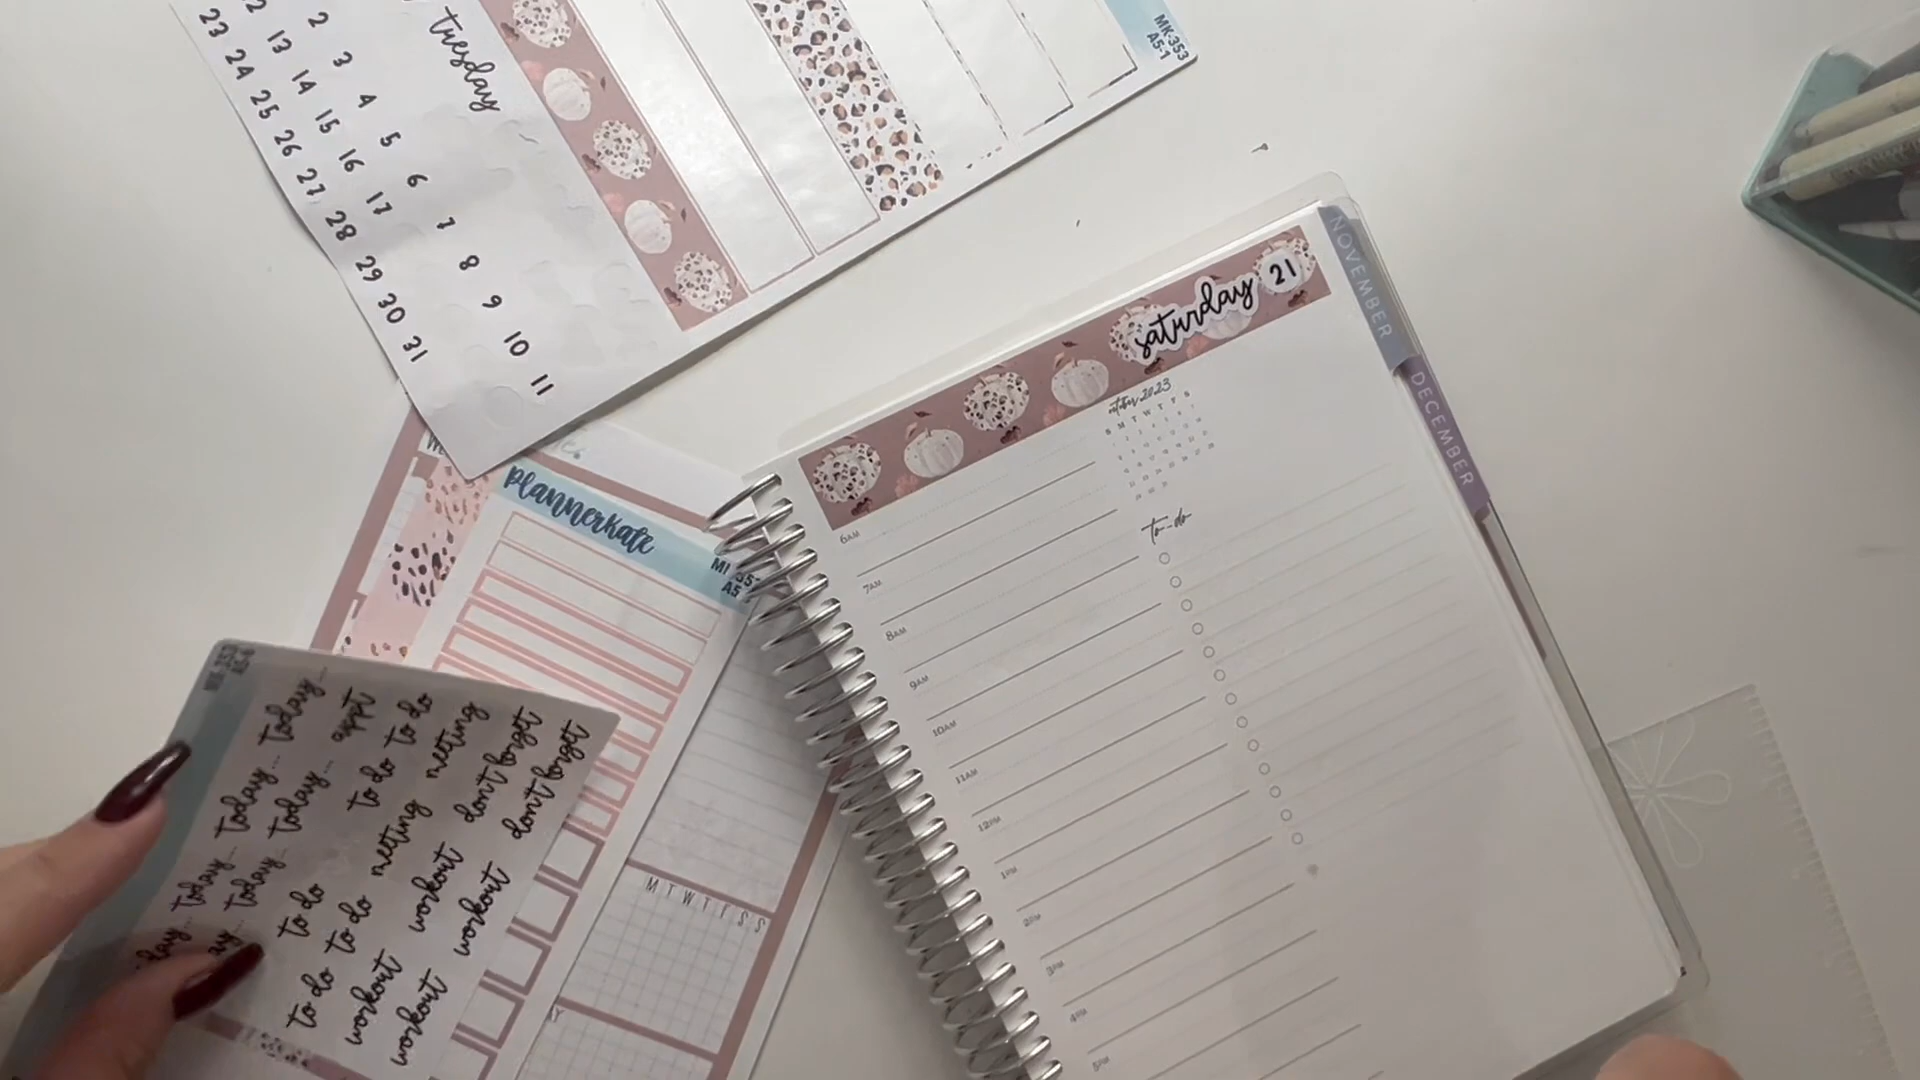 tuesday
2
3
4
5
6
7
8
9
10
11
12
13
14
15
16
17
23
24
25
26
27
28
29
30
31
MK-353
A5-1
plannerkate
M T W T F S S
today... today... today...
today... today...
appt
to do to do to do
to do to do
meeting meeting
workout workout
workout workout
don't forget
don't forget
saturday 21
october 2023
S M T W T F S
to-do
6AM
7AM
8AM
9AM
10AM
11AM
12PM
1PM
2PM
3PM
4PM
5PM
NOVEMBER
DECEMBER